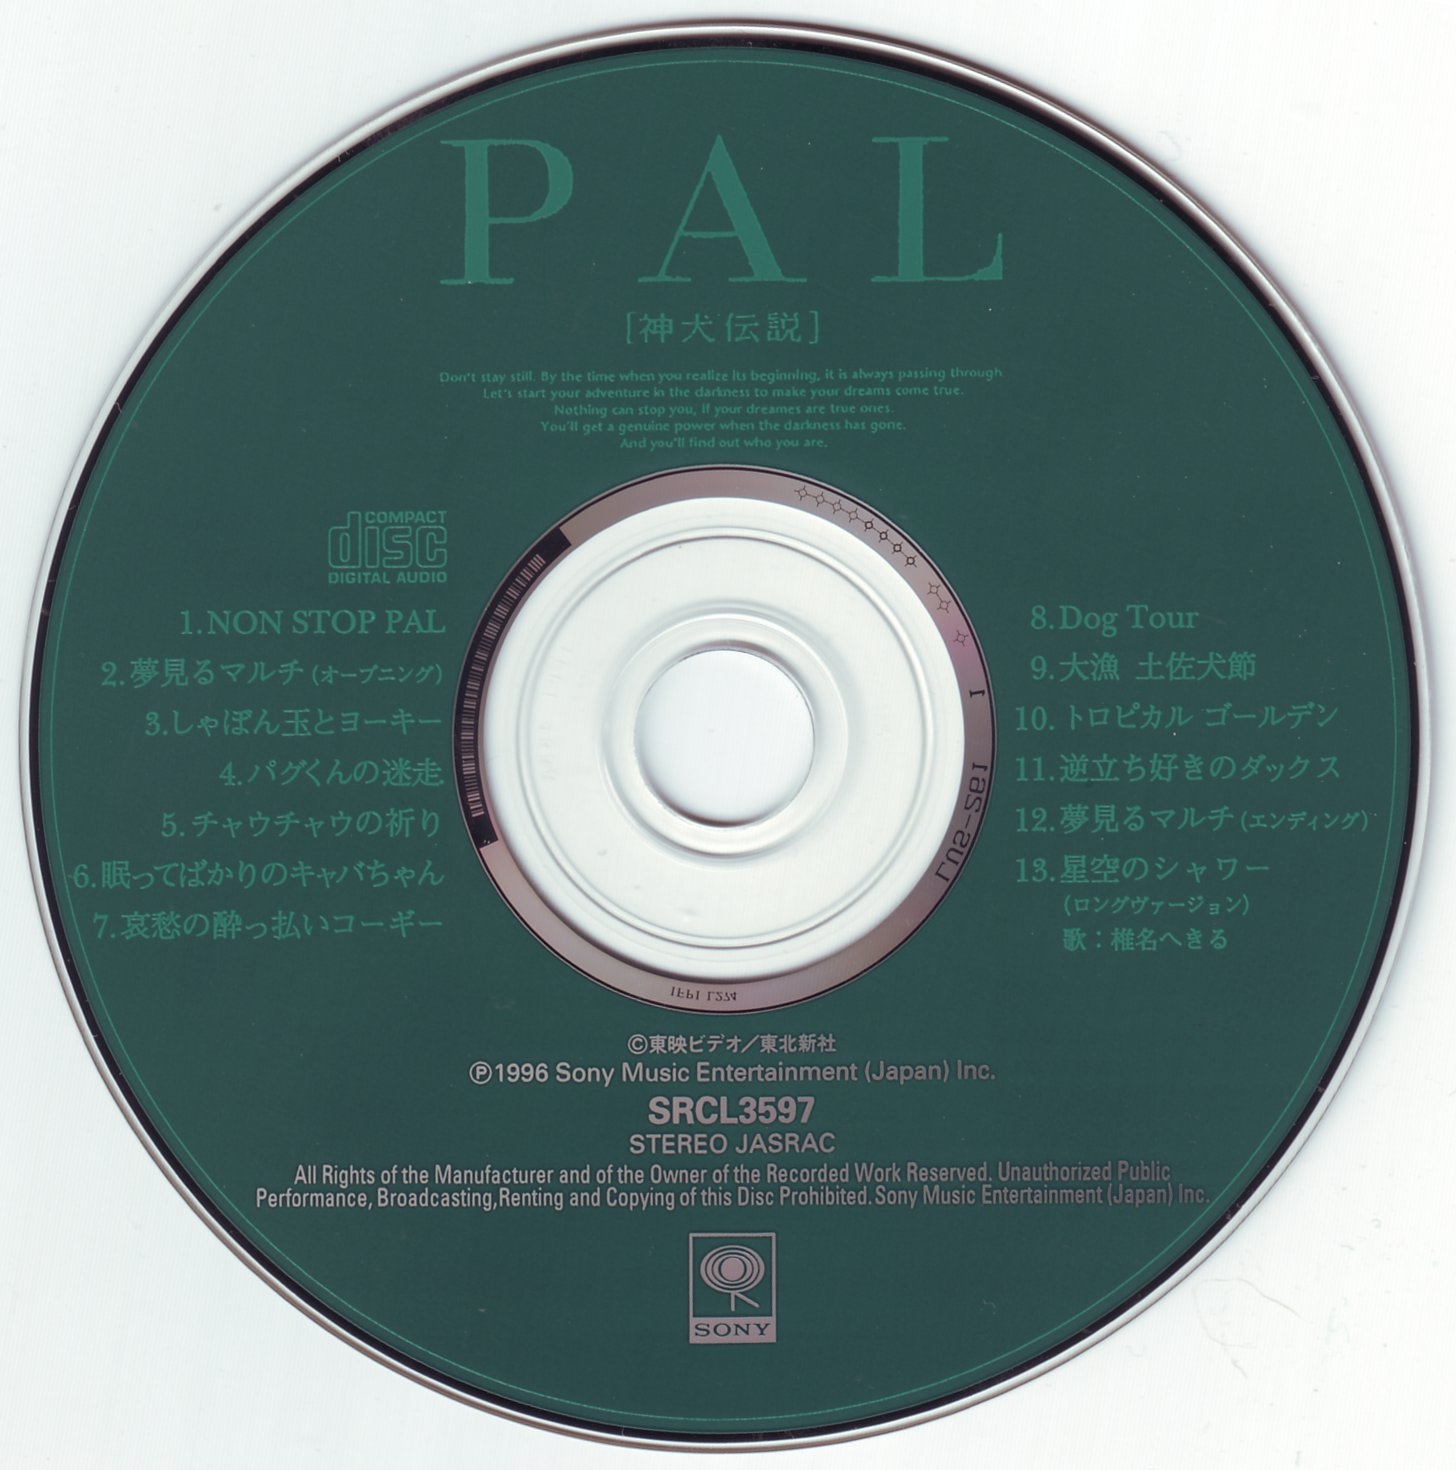 PAL
[神犬伝説]
Don't stay still. By the time when you realize its beginning, it is always passing through.
Let's start your adventure in the darkness to make your dreams come true.
Nothing can stop you, if your dreames are true ones.
You'll get a genuine power when the darkness has gone.
And you'll find out who you are.
COMPACT
disc
DIGITAL AUDIO
1.NON STOP PAL
2.夢見るマルチ(オープニング)
3.しゃぼん玉とヨーキー
4.パグくんの迷走
5.チャウチャウの祈り
6.眠ってばかりのキャバちゃん
7.哀愁の酔っ払いコーギー
8.Dog Tour
9.大漁 土佐犬節
10.トロピカル ゴールデン
11.逆立ち好きのダックス
12.夢見るマルチ(エンディング)
13.星空のシャワー
(ロングヴァージョン)
歌:椎名へきる
IFPI L274
©東映ビデオ/東北新社
℗1996 Sony Music Entertainment (Japan) Inc.
SRCL3597
STEREO JASRAC
All Rights of the Manufacturer and of the Owner of the Recorded Work Reserved. Unauthorized Public
Performance, Broadcasting,Renting and Copying of this Disc Prohibited. Sony Music Entertainment (Japan) Inc.
SONY